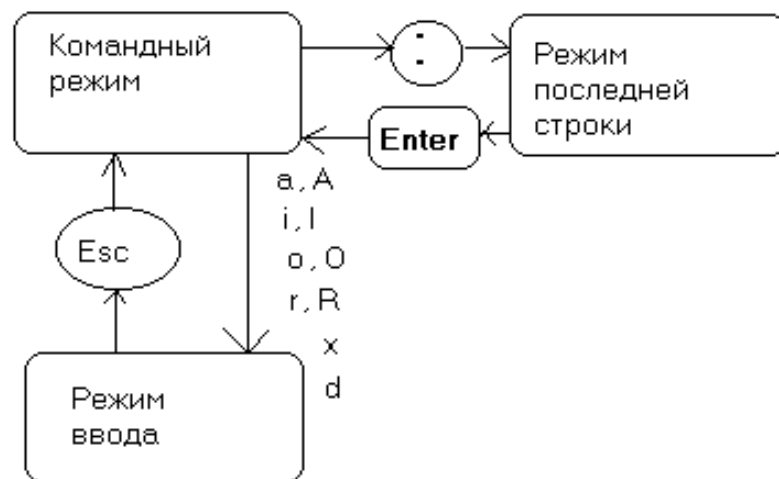 Командный
режим
:
Режим
последней
строки
Enter
a, A
i, I
o, O
r, R
x
d
Esc
Режим
ввода